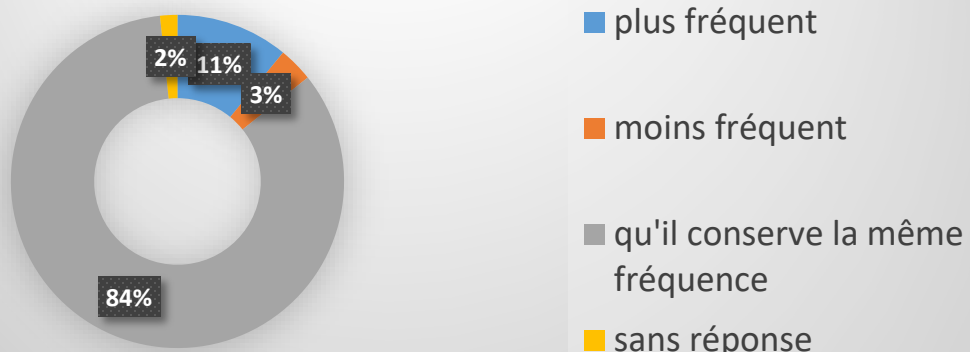 2%
11%
3%
84%
plus fréquent
moins fréquent
qu'il conserve la même
fréquence
sans réponse